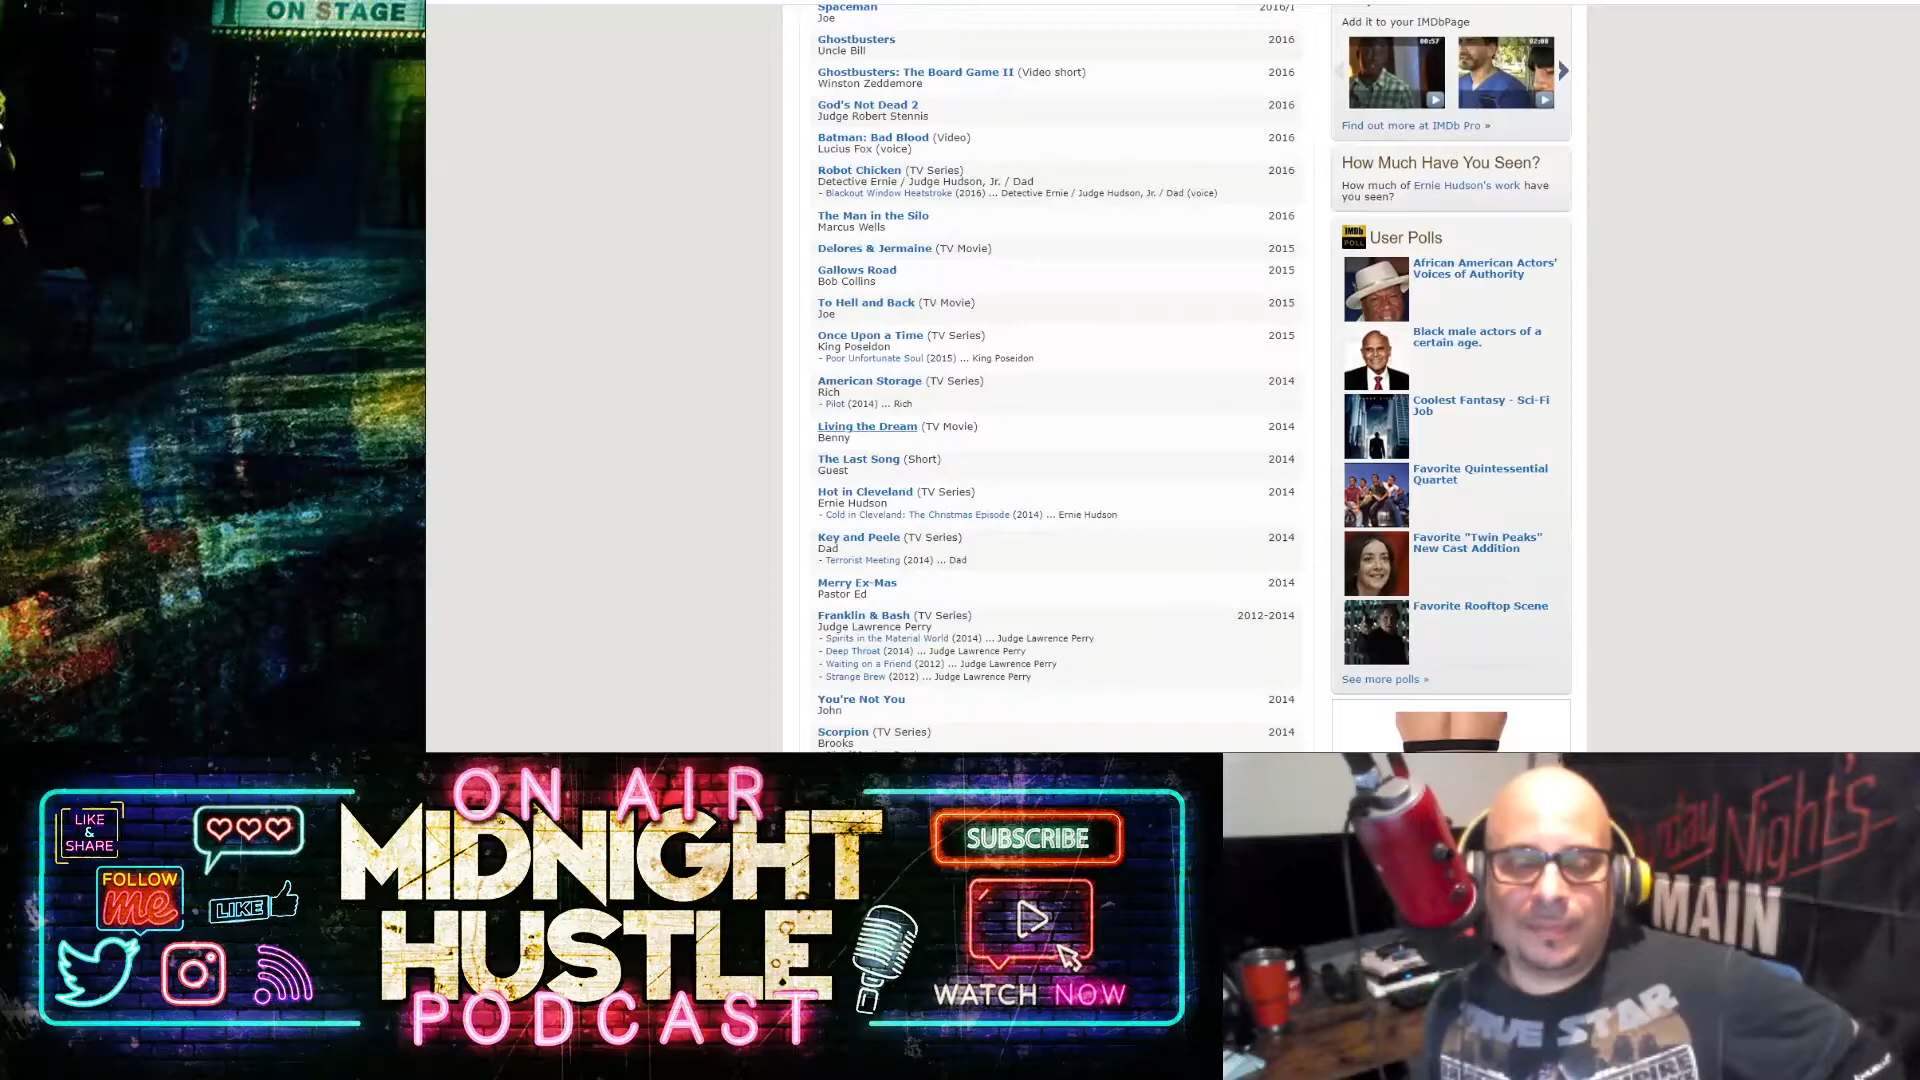 ON STAGE
Spaceman 2016/I
Joe
Ghostbusters 2016
Uncle Bill
Ghostbusters: The Board Game II (Video short) 2016
Winston Zeddemore
God's Not Dead 2 2016
Judge Robert Stennis
Batman: Bad Blood (Video) 2016
Lucius Fox (voice)
Robot Chicken (TV Series) 2016
Detective Ernie / Judge Hudson, Jr. / Dad
- Blackout Window Heatstroke (2016) ... Detective Ernie / Judge Hudson, Jr. / Dad (voice)
The Man in the Silo 2016
Marcus Wells
Delores & Jermaine (TV Movie) 2015
Gallows Road 2015
Bob Collins
To Hell and Back (TV Movie) 2015
Joe
Once Upon a Time (TV Series) 2015
King Poseidon
- Poor Unfortunate Soul (2015) ... King Poseidon
American Storage (TV Series) 2014
Rich
- Pilot (2014) ... Rich
Living the Dream (TV Movie) 2014
Benny
The Last Song (Short) 2014
Guest
Hot in Cleveland (TV Series) 2014
Ernie Hudson
- Cold in Cleveland: The Christmas Episode (2014) ... Ernie Hudson
Key and Peele (TV Series) 2014
Dad
- Terrorist Meeting (2014) ... Dad
Merry Ex-Mas 2014
Pastor Ed
Franklin & Bash (TV Series) 2012-2014
Judge Lawrence Perry
- Spirits in the Material World (2014) ... Judge Lawrence Perry
- Deep Throat (2014) ... Judge Lawrence Perry
- Waiting on a Friend (2012) ... Judge Lawrence Perry
- Strange Brew (2012) ... Judge Lawrence Perry
You're Not You 2014
John
Scorpion (TV Series) 2014
Brooks
Add it to your IMDbPage
00:57 02:08
Find out more at IMDb Pro »
How Much Have You Seen?
How much of Ernie Hudson's work have
you seen?
IMDb
POLL
User Polls
African American Actors'
Voices of Authority
Black male actors of a
certain age.
Coolest Fantasy - Sci-Fi
Job
Favorite Quintessential
Quartet
Favorite "Twin Peaks"
New Cast Addition
Favorite Rooftop Scene
See more polls »
LIKE
&
SHARE
FOLLOW
me
LIKE
ON AIR
MIDNIGHT
HUSTLE
PODCAST
SUBSCRIBE
WATCH NOW
Night's
MAIN
STAR